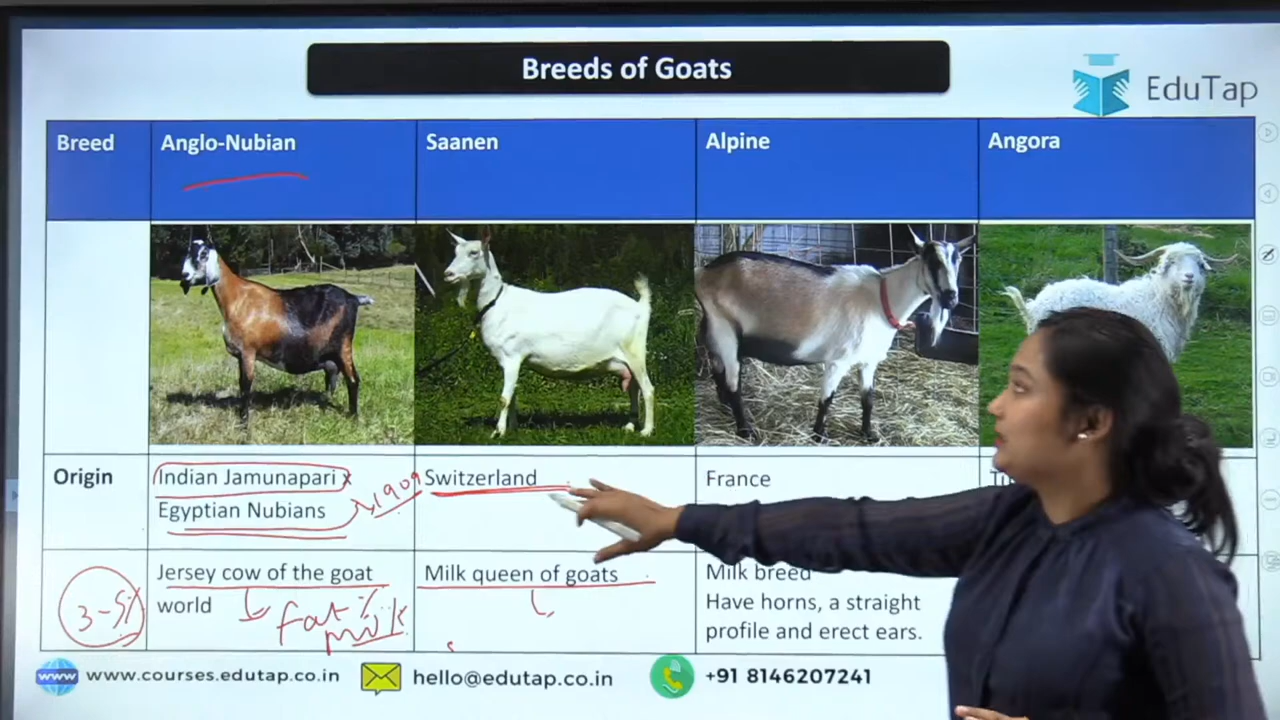 Breeds of Goats
EduTap
Breed
Anglo-Nubian
Saanen
Alpine
Angora
Origin
Indian Jamunapari x
Egyptian Nubians
1909
Switzerland
France
3-5%
Jersey cow of the goat
world
Fat %
milk
Milk queen of goats
Milk breed
Have horns, a straight
profile and erect ears.
www
www.courses.edutap.co.in
hello@edutap.co.in
+91 8146207241